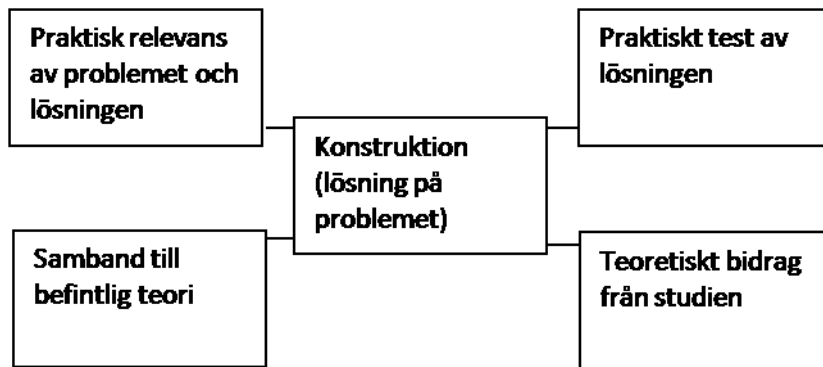 Praktisk relevans
av problemet och
lösningen
Praktiskt test av
lösningen
Konstruktion
(lösning på
problemet)
Samband till
befintlig teori
Teoretiskt bidrag
från studien